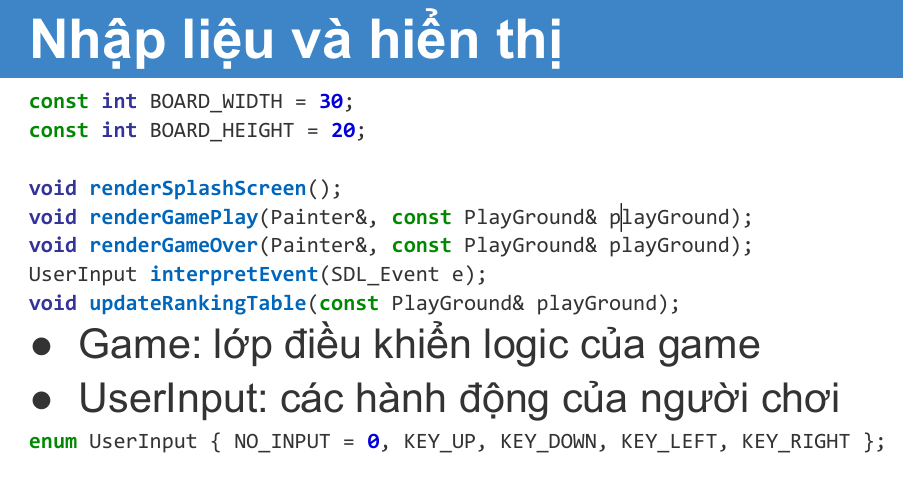 Nhập liệu và hiển thị
const int BOARD_WIDTH = 30;
const int BOARD_HEIGHT = 20;
void renderSplashScreen();
void renderGamePlay(Painter&, const PlayGround& playGround);
void renderGameOver(Painter&, const PlayGround& playGround);
UserInput interpretEvent(SDL_Event e);
void updateRankingTable(const PlayGround& playGround);
● Game: lớp điều khiển logic của game
● UserInput: các hành động của người chơi
enum UserInput { NO_INPUT = 0, KEY_UP, KEY_DOWN, KEY_LEFT, KEY_RIGHT };